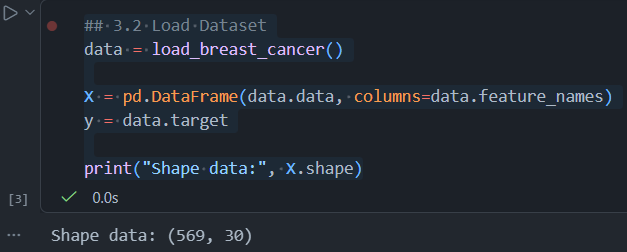 ## 3.2 Load Dataset
data = load_breast_cancer()
X = pd.DataFrame(data.data, columns=data.feature_names)
y = data.target
print("Shape data:", X.shape)
[3]
0.0s
Shape data: (569, 30)